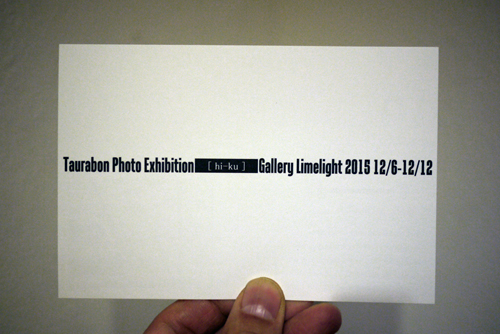 Taurabon Photo Exhibition [ hi-ku ] Gallery Limelight 2015 12/6-12/12